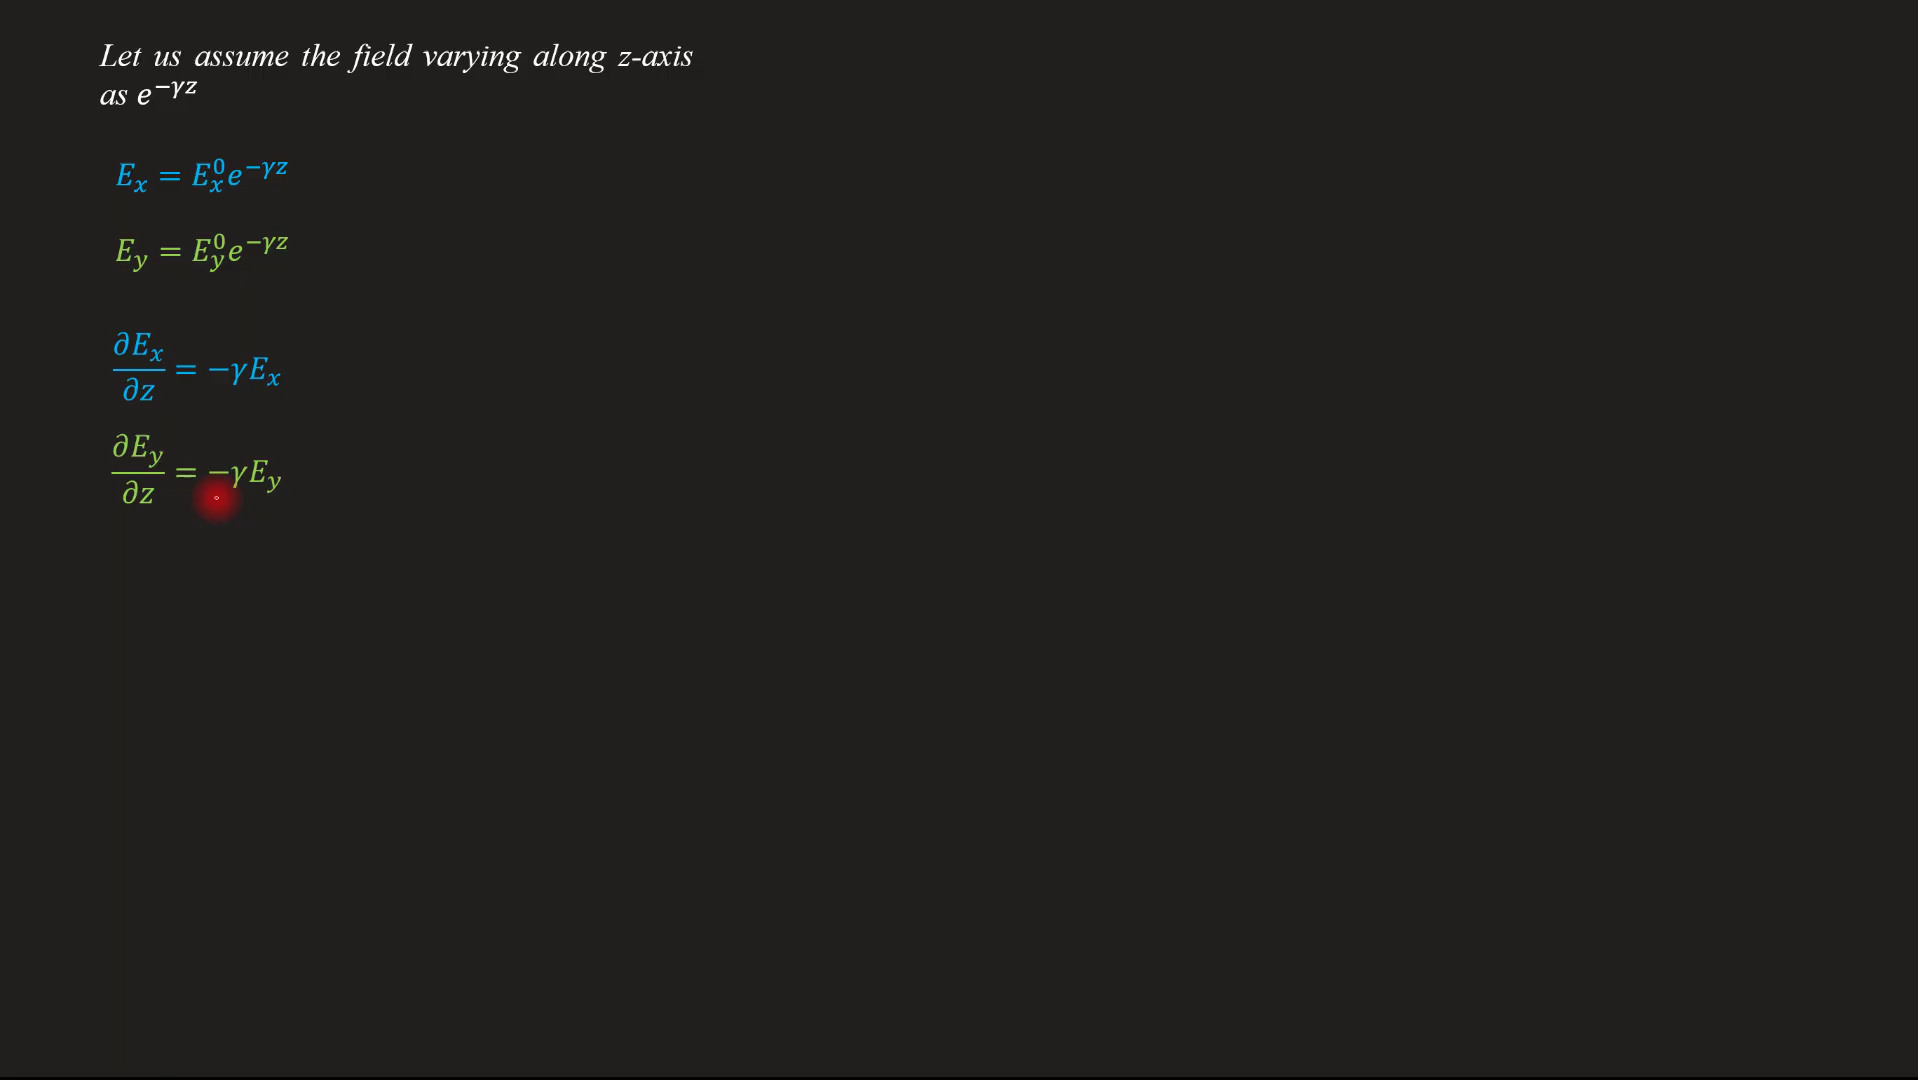 Let us assume the field varying along z-axis
as e^{−γz}
E_x = E_x^0 e^{−γz}
E_y = E_y^0 e^{−γz}
∂E_x/∂z = −γE_x
∂E_y/∂z = −γE_y